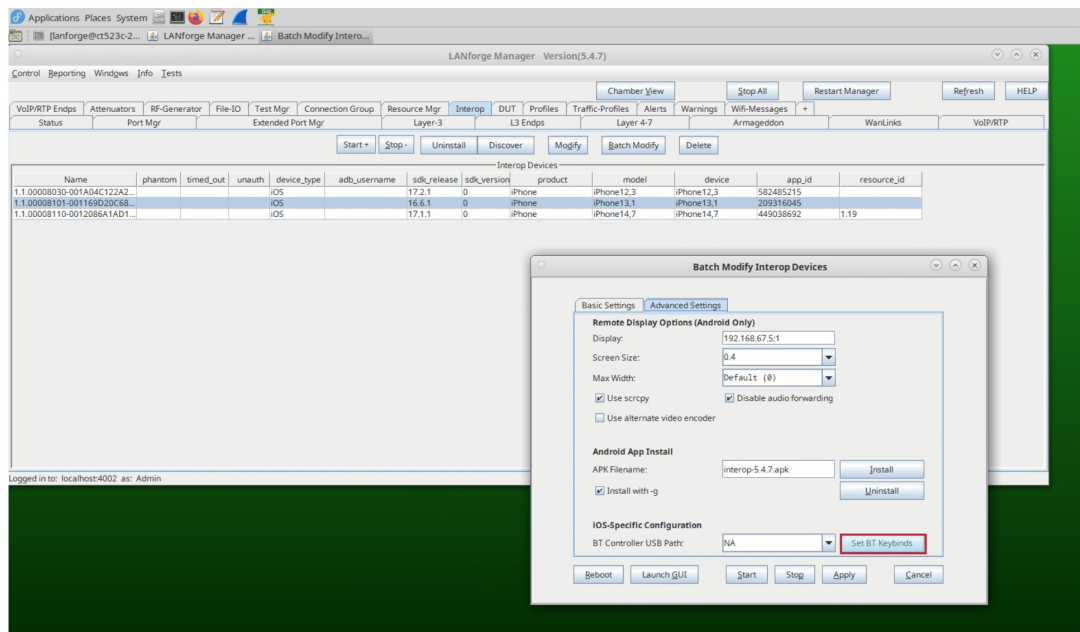 Applications Places System
[lanforge@ct523c-2... LANforge Manager ... Batch Modify Intero...
LANforge Manager Version(5.4.7)
Control Reporting Windows Info Tests
Chamber View Stop All Restart Manager Refresh HELP
VoIP/RTP Endps Attenuators RF-Generator File-IO Test Mgr Connection Group Resource Mgr Interop DUT Profiles Traffic-Profiles Alerts Warnings Wifi-Messages +
Status Port Mgr Extended Port Mgr Layer-3 L3 Endps Layer 4-7 Armageddon WanLinks VoIP/RTP
Start + Stop - Uninstall Discover Modify Batch Modify Delete
Interop Devices
Name phantom timed_out unauth device_type adb_username sdk_release sdk_version product model device app_id resource_id
1.1.00008030-001A04C122A2... iOS 17.2.1 0 iPhone iPhone12,3 iPhone12,3 582485215
1.1.00008101-001169D20C68... iOS 16.6.1 0 iPhone iPhone13,1 iPhone13,1 209316045
1.1.00008110-0012086A1AD1... iOS 17.1.1 0 iPhone iPhone14,7 iPhone14,7 449038692 1.19
Batch Modify Interop Devices
Basic Settings Advanced Settings
Remote Display Options (Android Only)
Display: 192.168.67.5:1
Screen Size: 0.4
Max Width: Default (0)
Use scrcpy Disable audio forwarding
Use alternate video encoder
Android App Install
APK Filename: interop-5.4.7.apk Install
Install with -g Uninstall
iOS-Specific Configuration
BT Controller USB Path: NA Set BT Keybinds
Reboot Launch GUI Start Stop Apply Cancel
Logged in to: localhost:4002 as: Admin